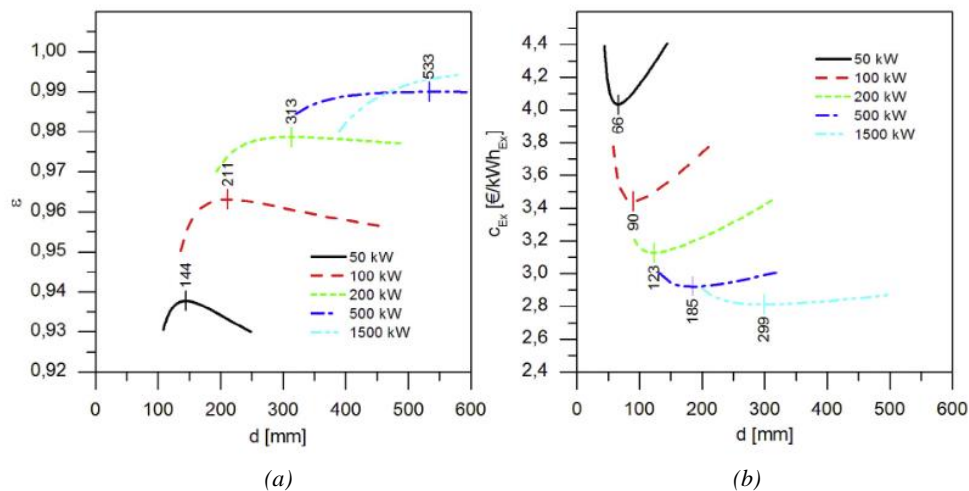 1,00
0,99
0,98
0,97
0,96
0,95
0,94
0,93
0,92
ε
0 100 200 300 400 500 600
d [mm]
144
211
313
533
50 kW
100 kW
200 kW
500 kW
1500 kW
(a)
4,4
4,2
4,0
3,8
3,6
3,4
3,2
3,0
2,8
2,6
2,4
c_Ex [€/kWh_Ex]
0 100 200 300 400 500 600
d [mm]
66
90
123
185
299
50 kW
100 kW
200 kW
500 kW
1500 kW
(b)